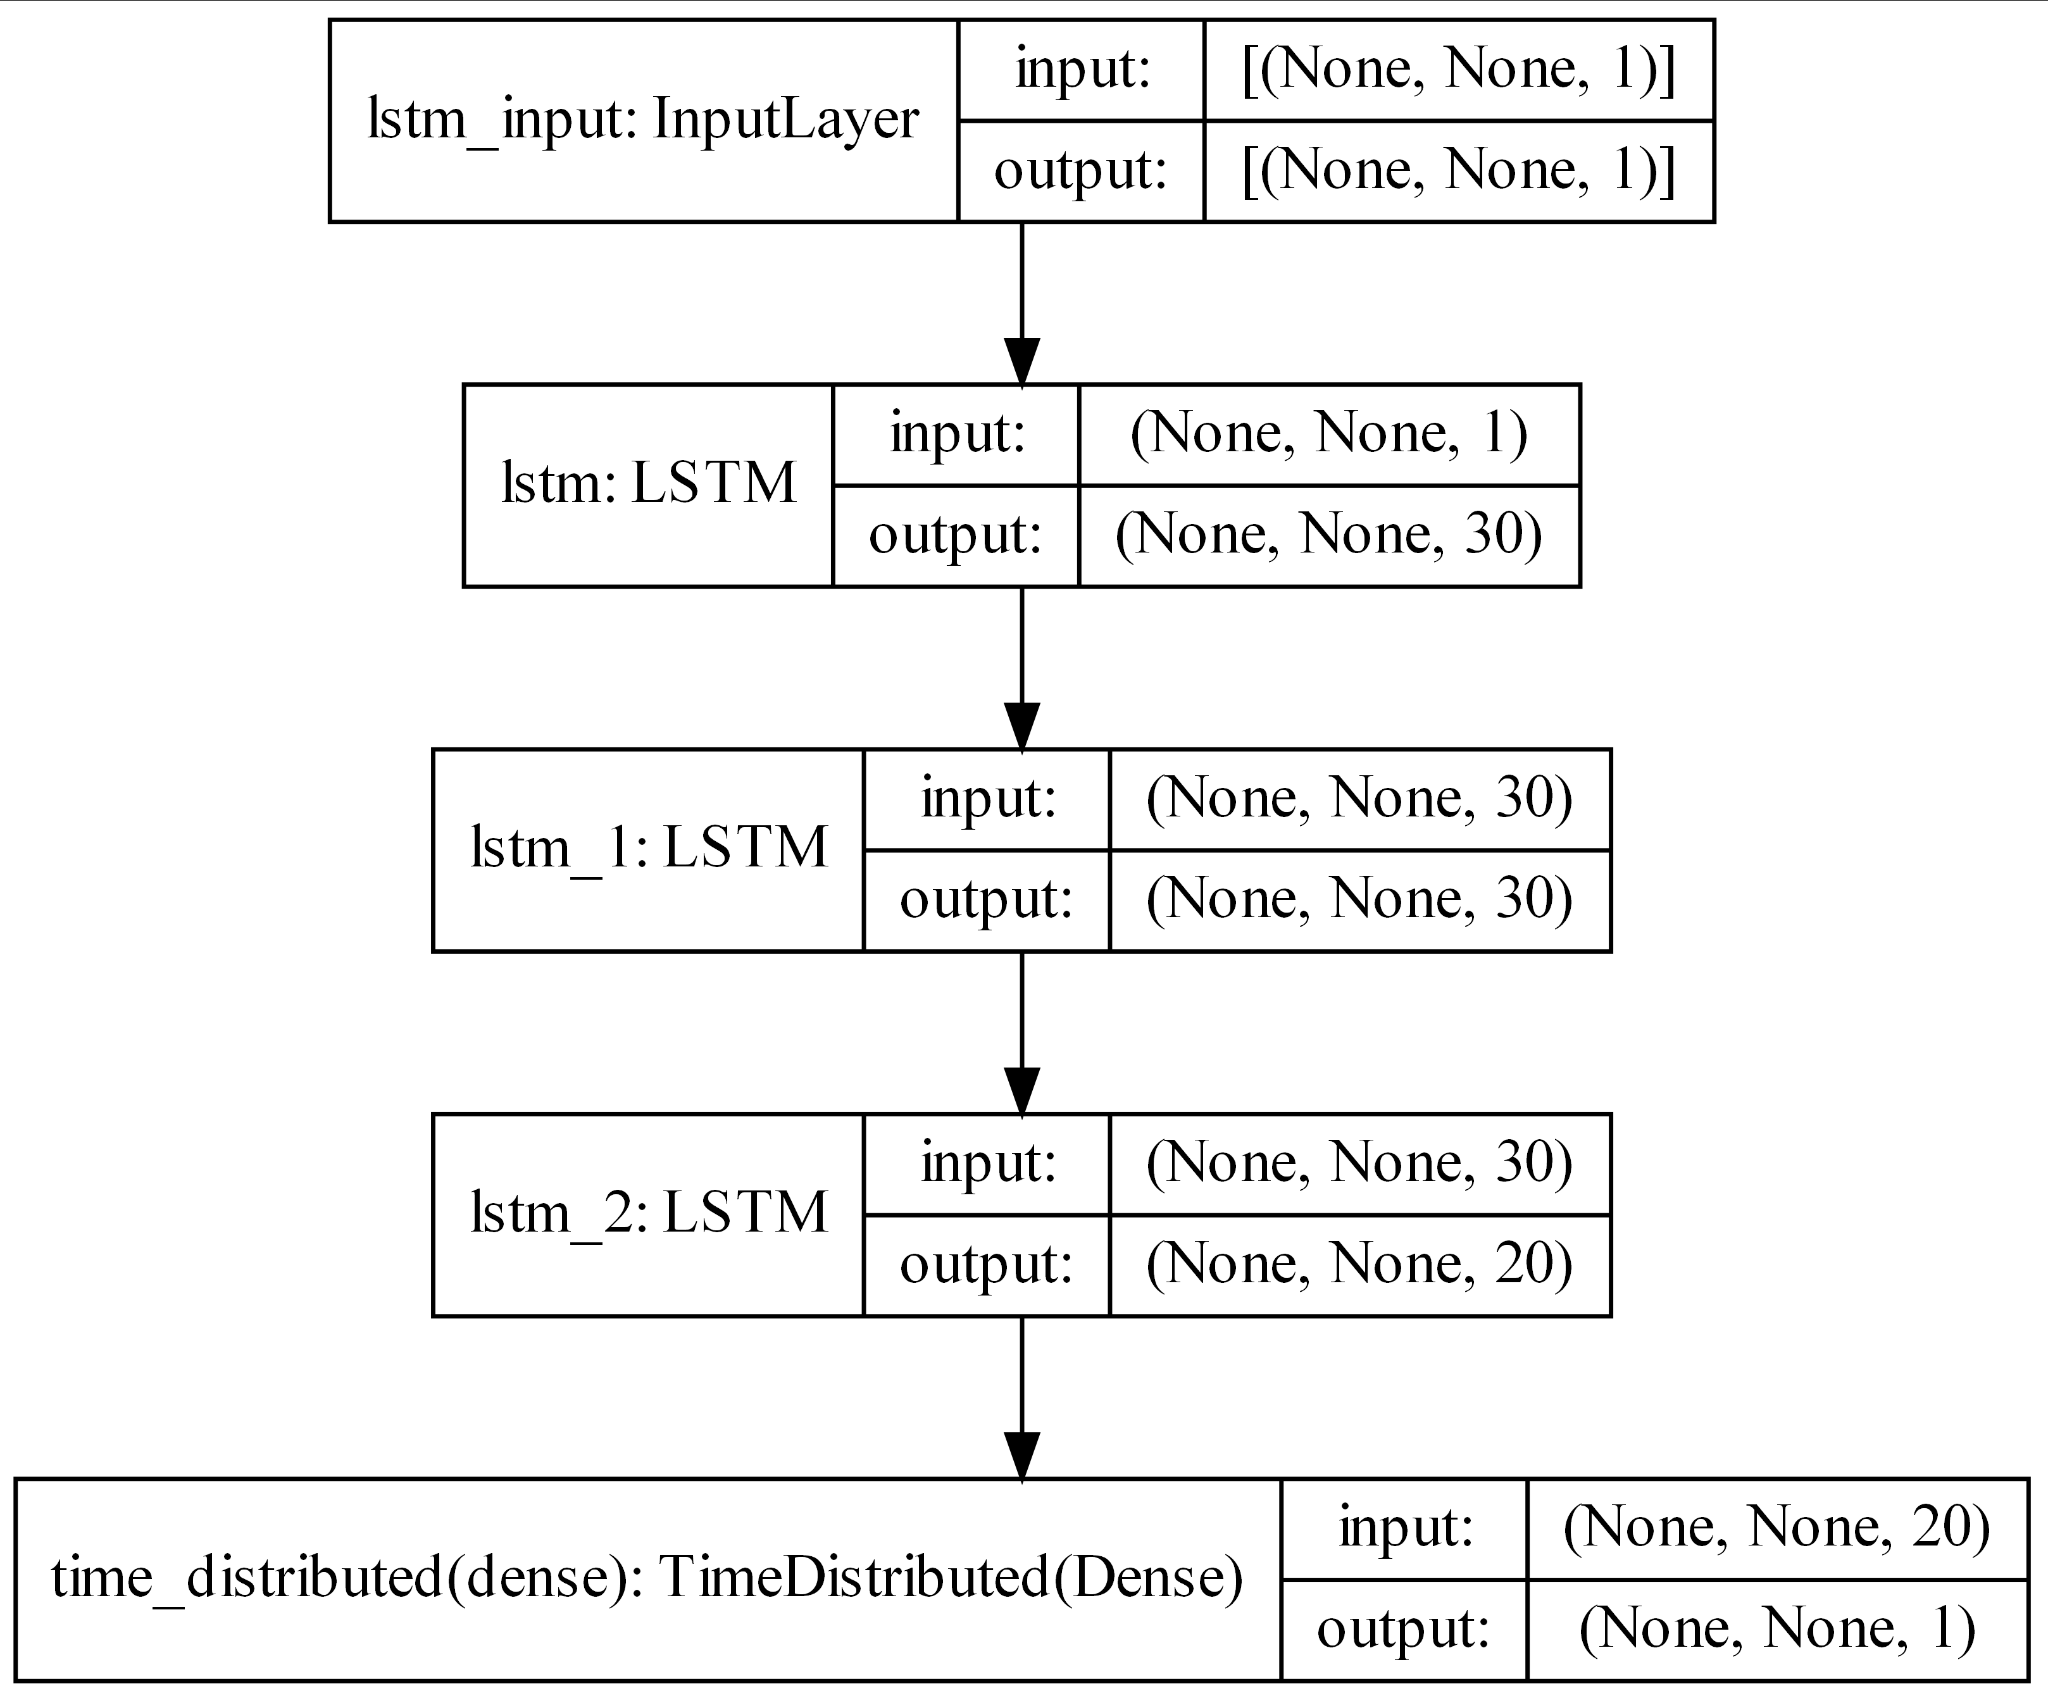 lstm_input: InputLayer
input:
[(None, None, 1)]
output:
[(None, None, 1)]
lstm: LSTM
input:
(None, None, 1)
output:
(None, None, 30)
lstm_1: LSTM
input:
(None, None, 30)
output:
(None, None, 30)
lstm_2: LSTM
input:
(None, None, 30)
output:
(None, None, 20)
time_distributed(dense): TimeDistributed(Dense)
input:
(None, None, 20)
output:
(None, None, 1)